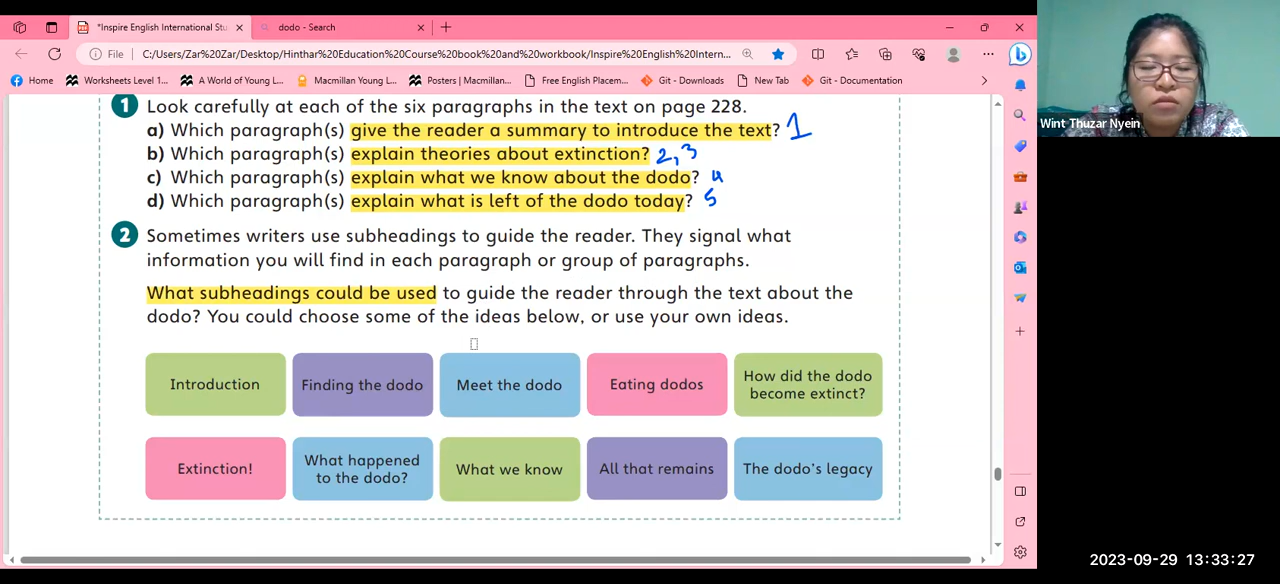 *Inspire English International Stu
dodo - Search
File
C:/Users/Zar%20Zar/Desktop/Hinthar%20Education%20Course%20book%20and%20workbook/Inspire%20English%20Intern...
Home
Worksheets Level 1...
A World of Young L...
Macmillan Young L...
Posters | Macmillan...
Free English Placem...
Git - Downloads
New Tab
Git - Documentation
Wint Thuzar Nyein
1 Look carefully at each of the six paragraphs in the text on page 228.
a) Which paragraph(s) give the reader a summary to introduce the text? 1
b) Which paragraph(s) explain theories about extinction? 2,3
c) Which paragraph(s) explain what we know about the dodo? 4
d) Which paragraph(s) explain what is left of the dodo today? 5
2 Sometimes writers use subheadings to guide the reader. They signal what
information you will find in each paragraph or group of paragraphs.
What subheadings could be used to guide the reader through the text about the
dodo? You could choose some of the ideas below, or use your own ideas.
Introduction
Finding the dodo
Meet the dodo
Eating dodos
How did the dodo
become extinct?
Extinction!
What happened
to the dodo?
What we know
All that remains
The dodo's legacy
2023-09-29 13:33:27